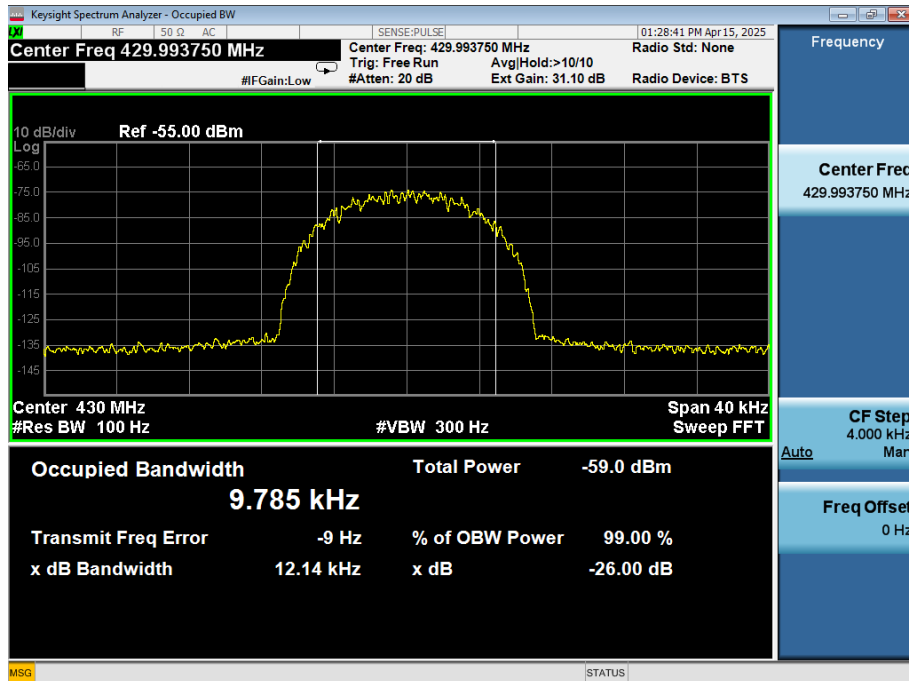 Keysight Spectrum Analyzer - Occupied BW
LXI RF 50 Ω AC SENSE:PULSE 01:28:41 PM Apr 15, 2025
Center Freq 429.993750 MHz
#IFGain:Low
Center Freq: 429.993750 MHz Radio Std: None
Trig: Free Run Avg|Hold:>10/10
#Atten: 20 dB Ext Gain: 31.10 dB Radio Device: BTS
10 dB/div Ref -55.00 dBm
Log
-65.0
-75.0
-85.0
-95.0
-105
-115
-125
-135
-145
Center 430 MHz Span 40 kHz
#Res BW 100 Hz #VBW 300 Hz Sweep FFT
Occupied Bandwidth Total Power -59.0 dBm
9.785 kHz
Transmit Freq Error -9 Hz % of OBW Power 99.00 %
x dB Bandwidth 12.14 kHz x dB -26.00 dB
MSG STATUS
Frequency
Center Freq
429.993750 MHz
CF Step
4.000 kHz
Auto Man
Freq Offset
0 Hz